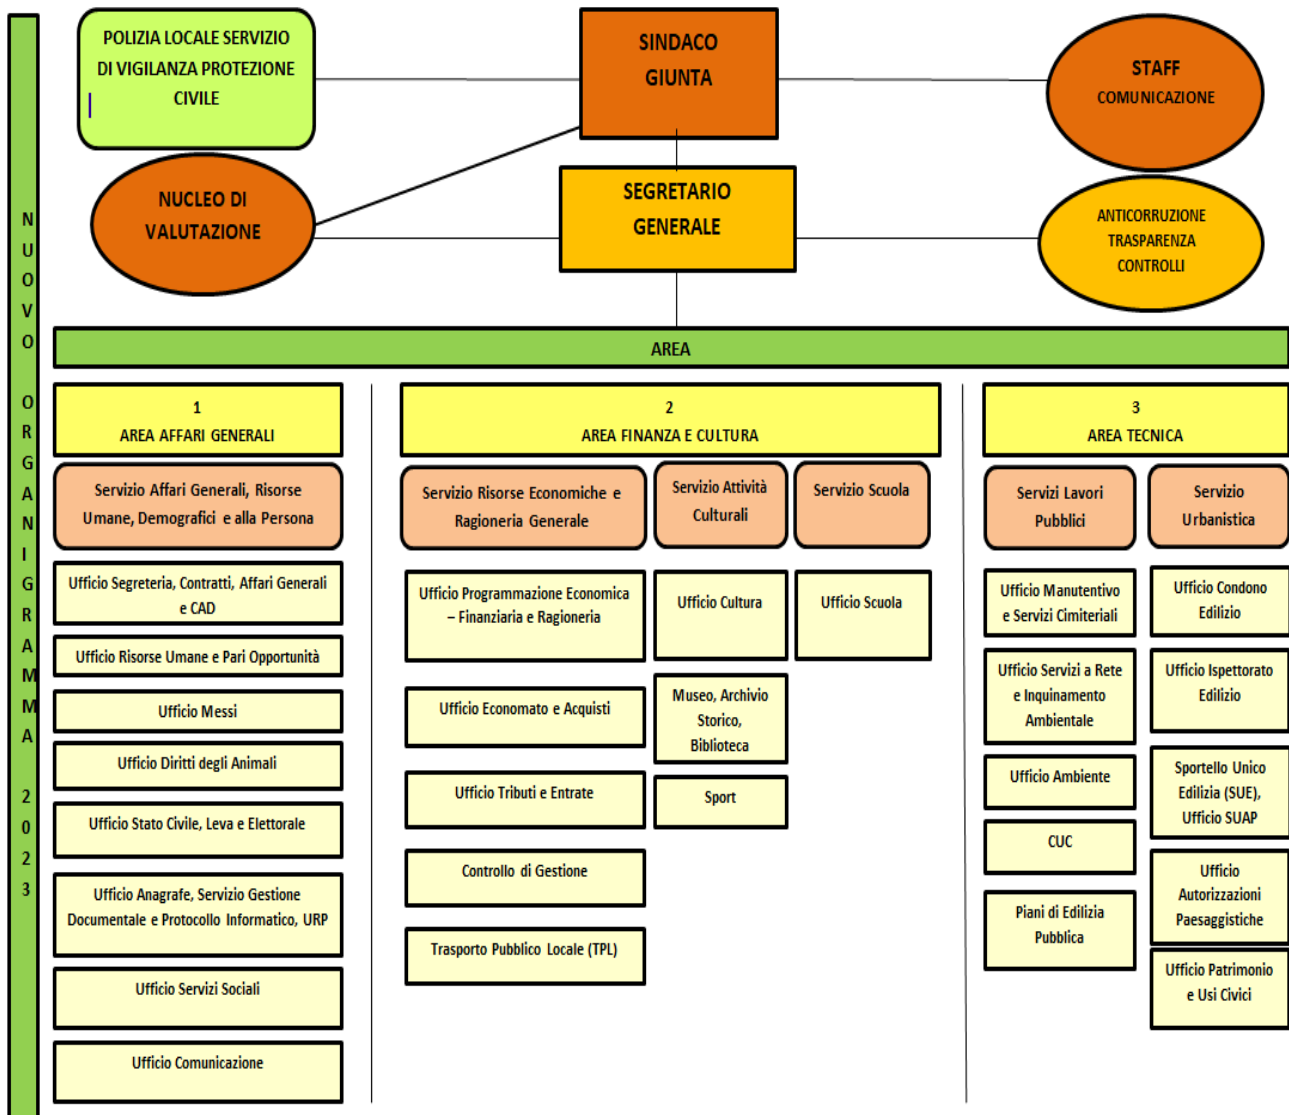 NUOVO ORGANIGRAMMA 2023
POLIZIA LOCALE SERVIZIO
DI VIGILANZA PROTEZIONE
CIVILE
SINDACO
GIUNTA
STAFF
COMUNICAZIONE
NUCLEO DI
VALUTAZIONE
SEGRETARIO
GENERALE
ANTICORRUZIONE
TRASPARENZA
CONTROLLI
AREA
1
AREA AFFARI GENERALI
Servizio Affari Generali, Risorse
Umane, Demografici e alla Persona
Ufficio Segreteria, Contratti, Affari Generali
e CAD
Ufficio Risorse Umane e Pari Opportunità
Ufficio Messi
Ufficio Diritti degli Animali
Ufficio Stato Civile, Leva e Elettorale
Ufficio Anagrafe, Servizio Gestione
Documentale e Protocollo Informatico, URP
Ufficio Servizi Sociali
Ufficio Comunicazione
2
AREA FINANZA E CULTURA
Servizio Risorse Economiche e
Ragioneria Generale
Ufficio Programmazione Economica
– Finanziaria e Ragioneria
Ufficio Economato e Acquisti
Ufficio Tributi e Entrate
Controllo di Gestione
Trasporto Pubblico Locale (TPL)
Servizio Attività
Culturali
Ufficio Cultura
Museo, Archivio
Storico,
Biblioteca
Sport
Servizio Scuola
Ufficio Scuola
3
AREA TECNICA
Servizi Lavori
Pubblici
Ufficio Manutentivo
e Servizi Cimiteriali
Ufficio Servizi a Rete
e Inquinamento
Ambientale
Ufficio Ambiente
CUC
Piani di Edilizia
Pubblica
Servizio
Urbanistica
Ufficio Condono
Edilizio
Ufficio Ispettorato
Edilizio
Sportello Unico
Edilizia (SUE),
Ufficio SUAP
Ufficio
Autorizzazioni
Paesaggistiche
Ufficio Patrimonio
e Usi Civici